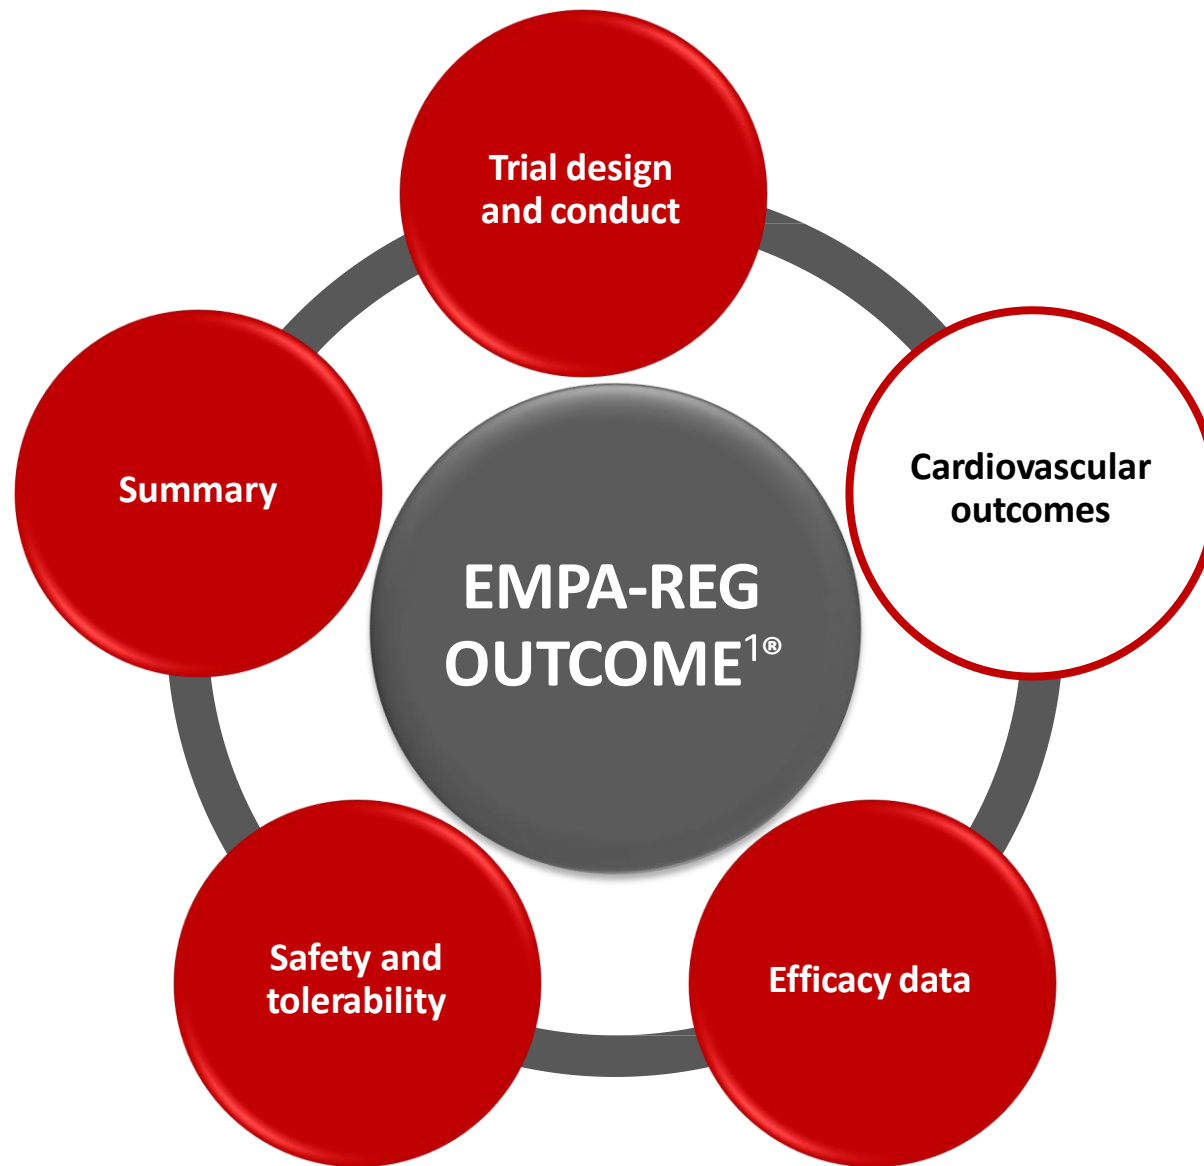 Trial design
and conduct
Cardiovascular
outcomes
Summary
EMPA-REG
OUTCOME¹®
Safety and
tolerability
Efficacy data